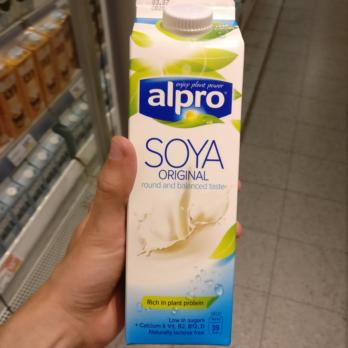 enjoy plant power
alpro
SOYA
ORIGINAL
round and balanced taste
Rich in plant protein
Low in sugars
+ Calcium & Vit. B2, B12, D
Naturally lactose free